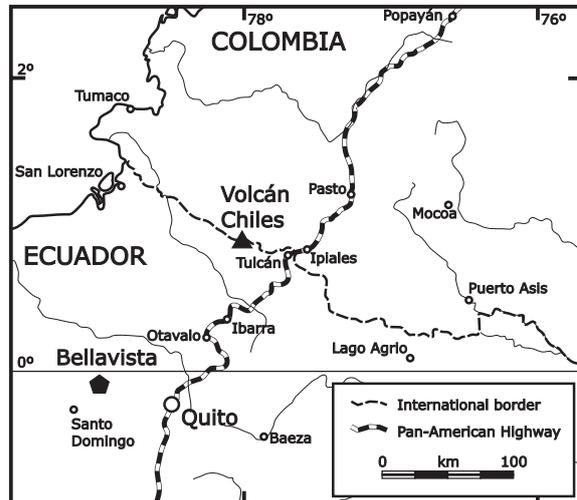 78°
76°
Popayán
COLOMBIA
2°
Tumaco
San Lorenzo
Volcán
Chiles
Pasto
Mocoa
ECUADOR
Tulcán
Ipiales
Puerto Asis
Otavalo
Ibarra
Lago Agrio
0°
Bellavista
Quito
Santo
Domingo
Baeza
International border
Pan-American Highway
0 km 100